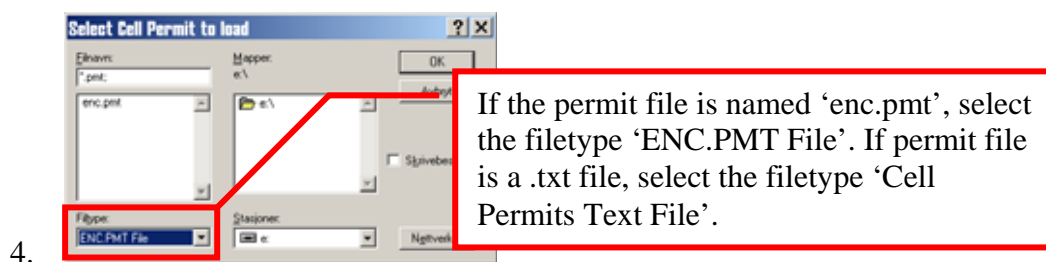 Select Cell Permit to load
Filnavn:
*.pmt;
enc.pmt
Mapper:
e:\
e:\
OK
If the permit file is named ‘enc.pmt’, select
the filetype ‘ENC.PMT File’. If permit file
is a .txt file, select the filetype ‘Cell
Permits Text File’.
Filtype:
ENC.PMT File
Stasjoner:
e:
4.